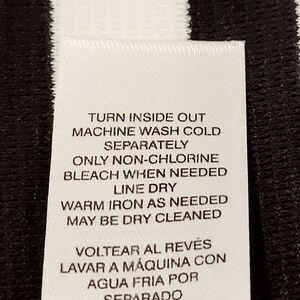 TURN INSIDE OUT
MACHINE WASH COLD
SEPARATELY
ONLY NON-CHLORINE
BLEACH WHEN NEEDED
LINE DRY
WARM IRON AS NEEDED
MAY BE DRY CLEANED
VOLTEAR AL REVÉS
LAVAR A MÁQUINA CON
AGUA FRIA POR
SEPARADO